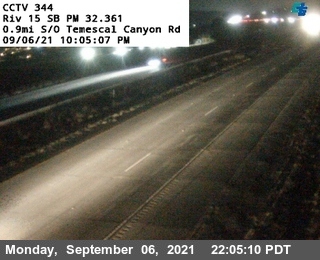 CCTV 344
Riv 15 SB PM 32.361
0.9mi S/O Temescal Canyon Rd
09/06/21 10:05:07 PM
Monday, September 06, 2021 22:05:10 PDT